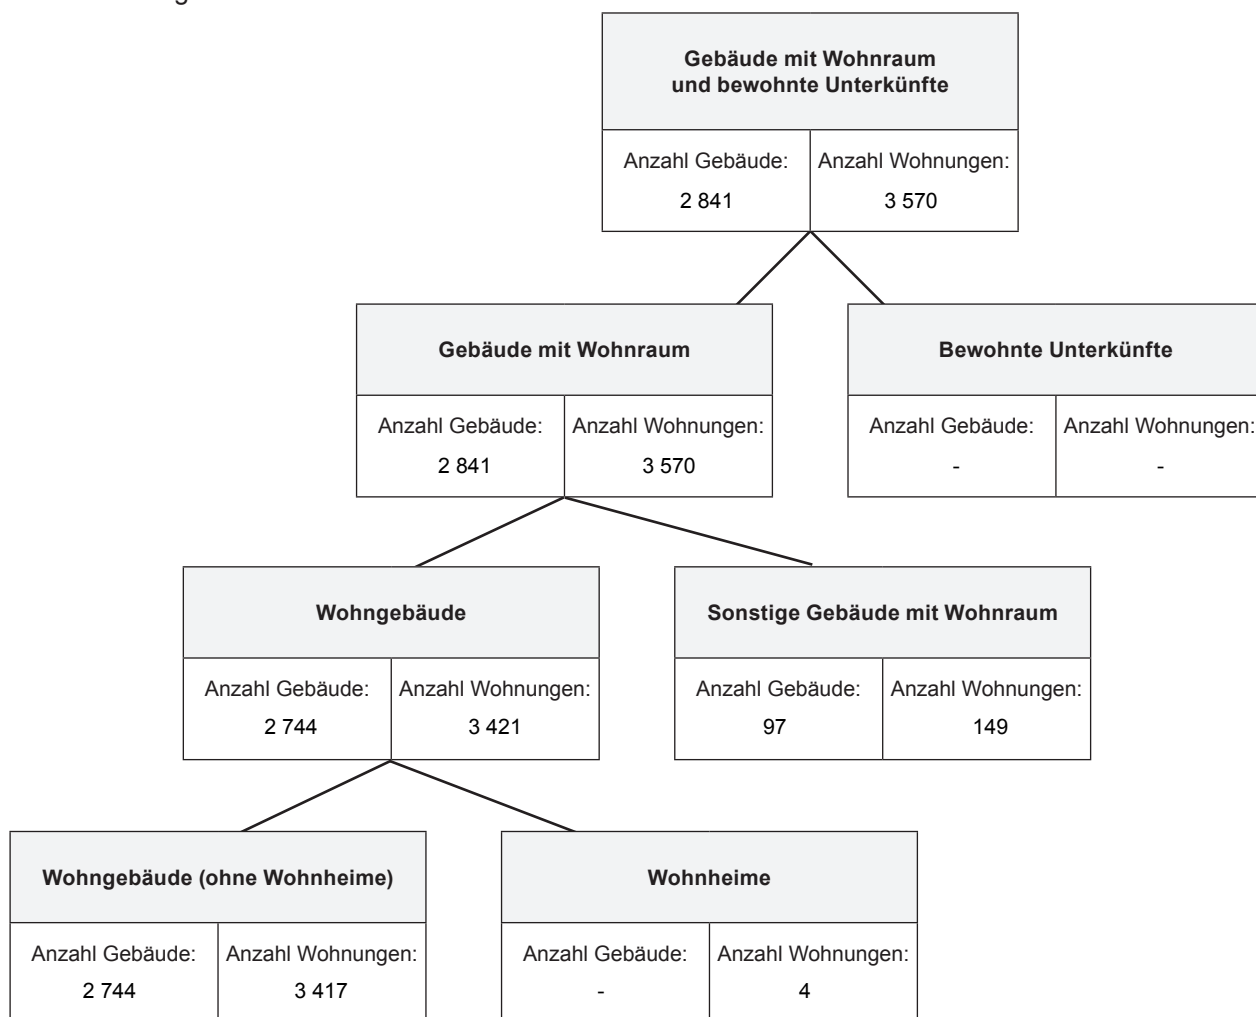 Gebäude mit Wohnraum
und bewohnte Unterkünfte
Anzahl Gebäude: Anzahl Wohnungen:
2 841 3 570
Gebäude mit Wohnraum
Anzahl Gebäude: Anzahl Wohnungen:
2 841 3 570
Bewohnte Unterkünfte
Anzahl Gebäude: Anzahl Wohnungen:
- -
Wohngebäude
Anzahl Gebäude: Anzahl Wohnungen:
2 744 3 421
Sonstige Gebäude mit Wohnraum
Anzahl Gebäude: Anzahl Wohnungen:
97 149
Wohngebäude (ohne Wohnheime)
Anzahl Gebäude: Anzahl Wohnungen:
2 744 3 417
Wohnheime
Anzahl Gebäude: Anzahl Wohnungen:
- 4